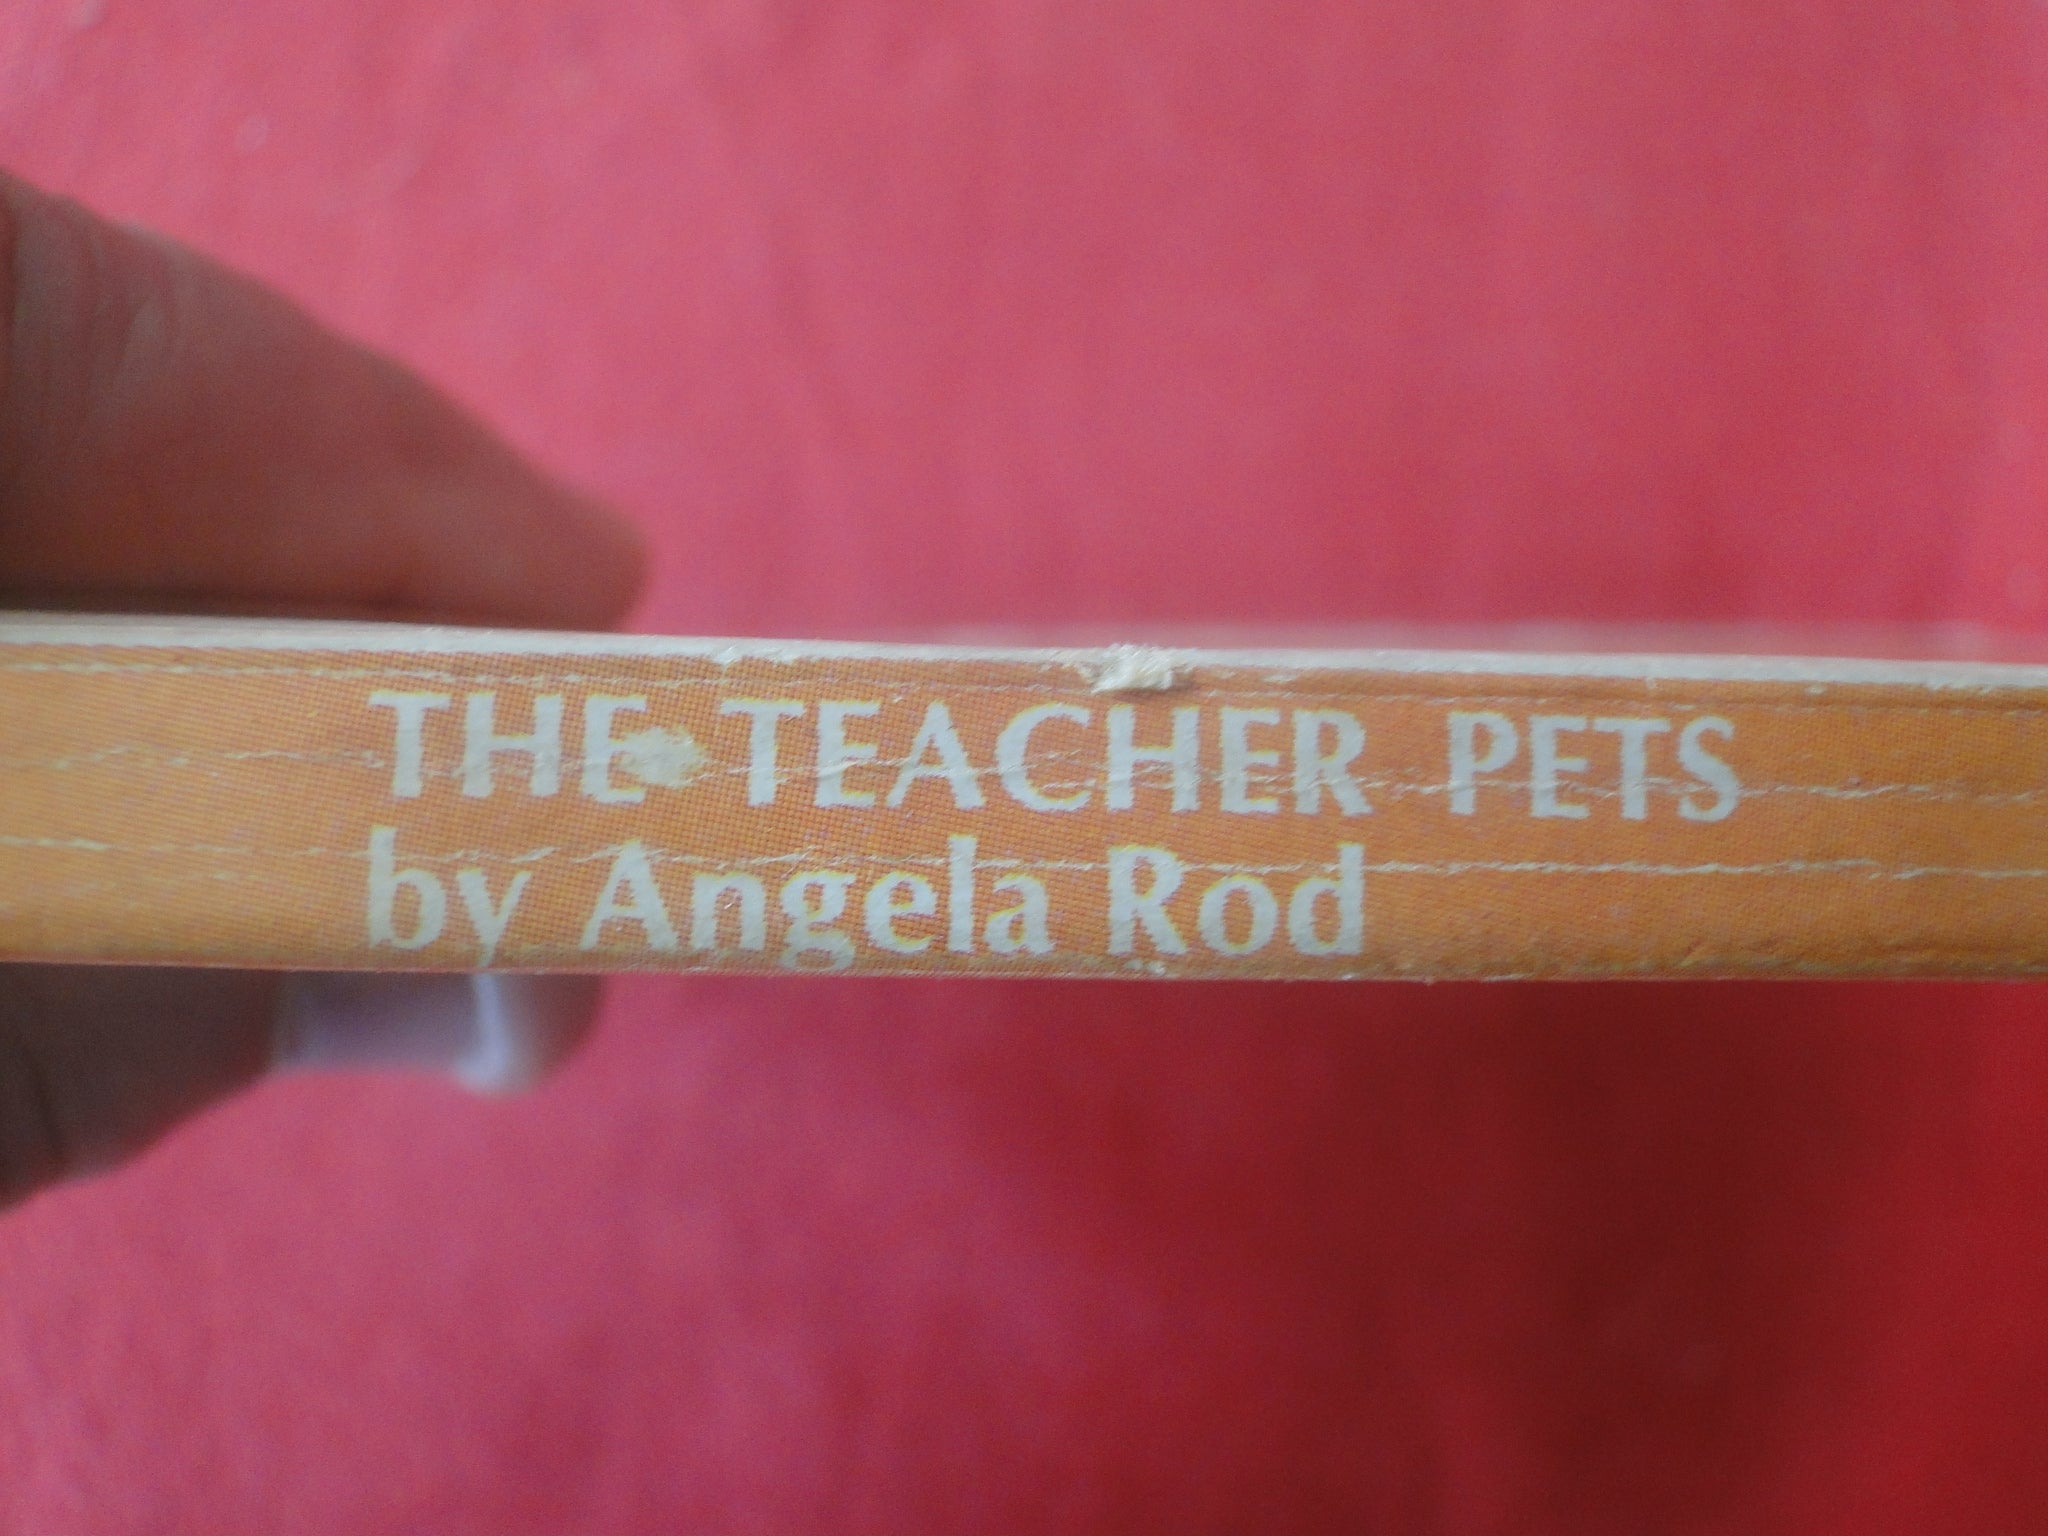 THE TEACHER PETS
by Angela Rod